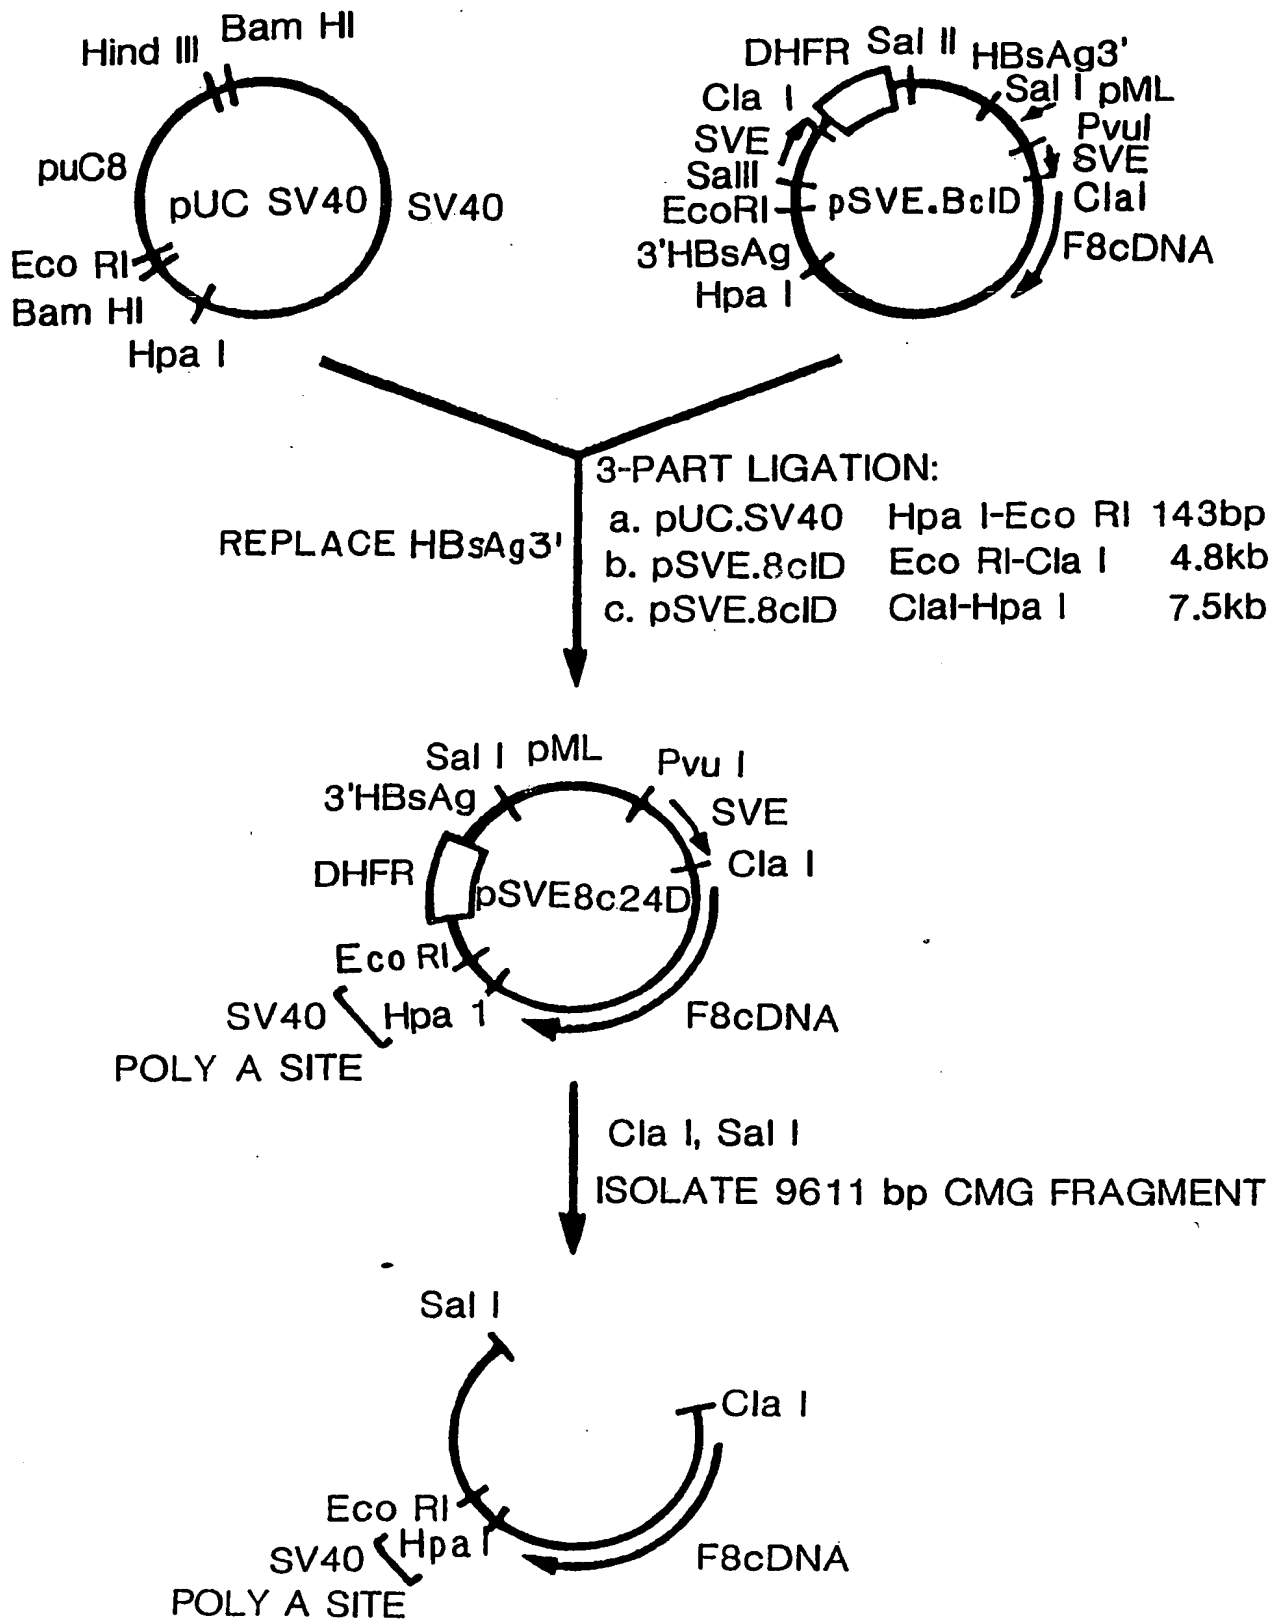 Hind III
Bam HI
puC8
pUC SV40
SV40
Eco RI
Bam HI
Hpa I
DHFR
Sal II
HBsAg3'
Cla I
Sal I pML
SVE
PvuI
SVE
SalII
ClaI
EcoRI
pSVE.BcID
F8cDNA
3'HBsAg
Hpa I
3-PART LIGATION:
REPLACE HBsAg3'
a. pUC.SV40 Hpa I-Eco RI 143bp
b. pSVE.8cID Eco RI-Cla I 4.8kb
c. pSVE.8cID ClaI-Hpa I 7.5kb
Sal I pML
Pvu I
3'HBsAg
SVE
DHFR
Cla I
pSVE8c24D
Eco RI
SV40
Hpa 1
F8cDNA
POLY A SITE
Cla I, Sal I
ISOLATE 9611 bp CMG FRAGMENT
Sal I
Cla I
Eco RI
SV40
Hpa I
F8cDNA
POLY A SITE